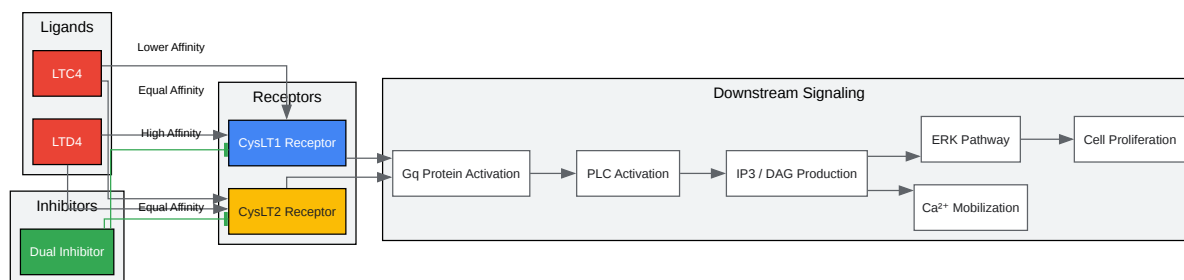 Ligands
LTC4
LTD4
Inhibitors
Dual Inhibitor
Lower Affinity
Equal Affinity
High Affinity
Equal Affinity
Receptors
CysLT1 Receptor
CysLT2 Receptor
Downstream Signaling
Gq Protein Activation
PLC Activation
IP3 / DAG Production
ERK Pathway
Cell Proliferation
Ca²⁺ Mobilization